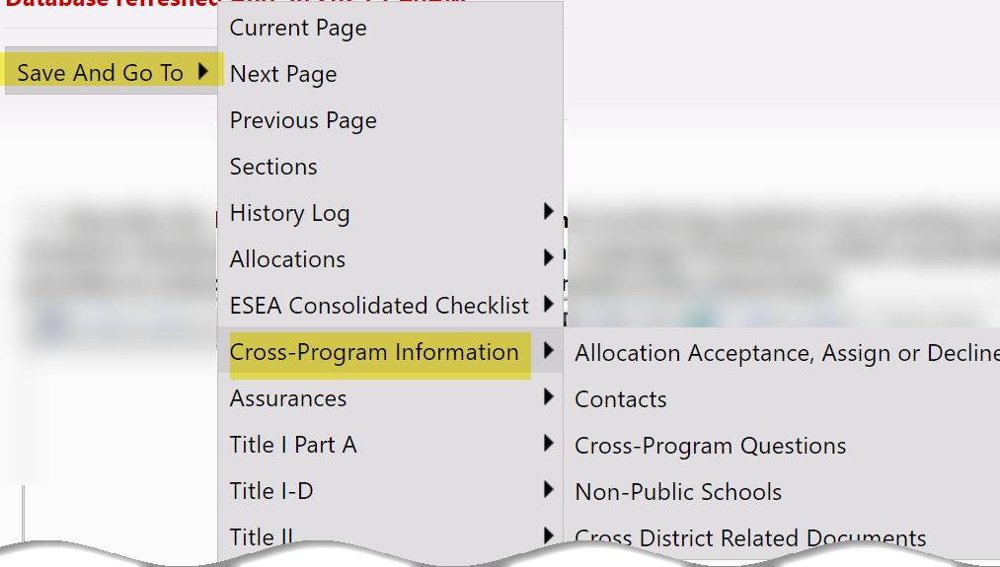 Database refreshed
Save And Go To
Current Page
Next Page
Previous Page
Sections
History Log
Allocations
ESEA Consolidated Checklist
Cross-Program Information
Assurances
Title I Part A
Title I-D
Title II
Allocation Acceptance, Assign or Decline
Contacts
Cross-Program Questions
Non-Public Schools
Cross District Related Documents